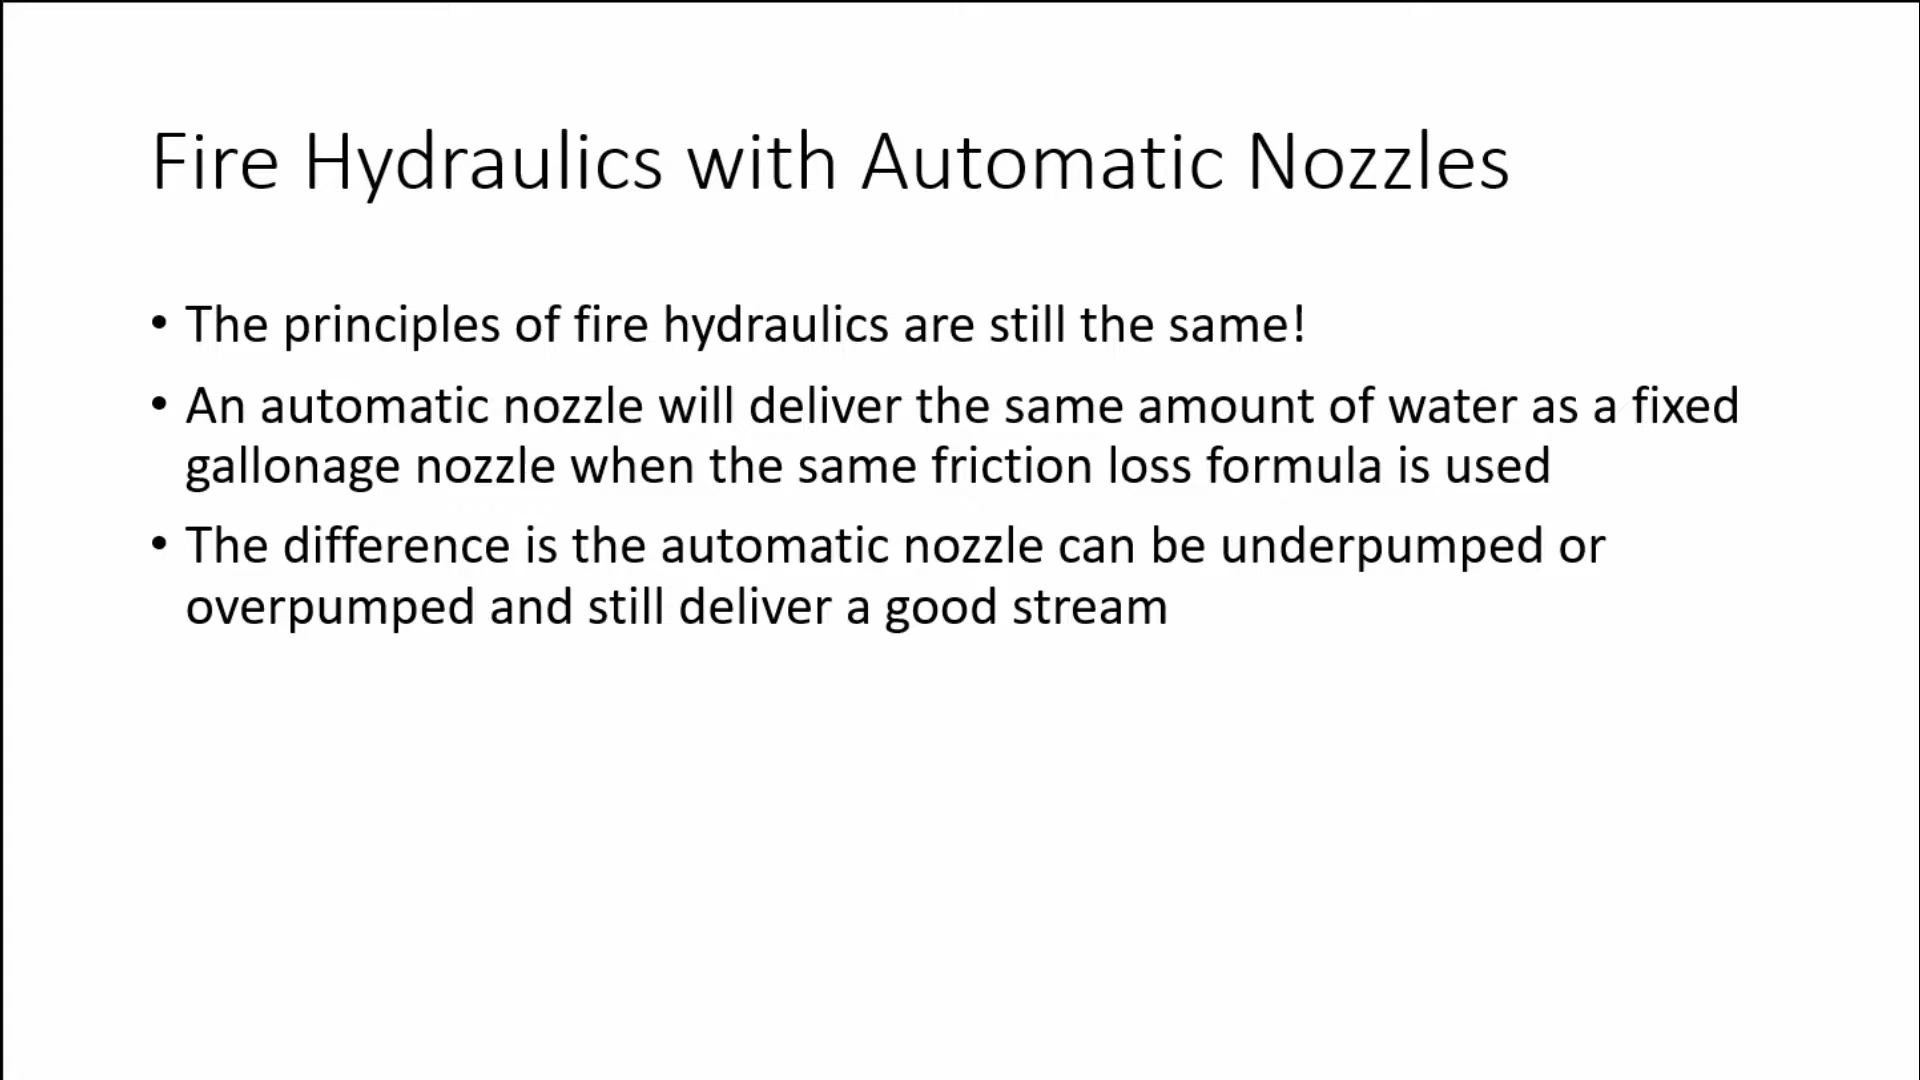 Fire Hydraulics with Automatic Nozzles
• The principles of fire hydraulics are still the same!
• An automatic nozzle will deliver the same amount of water as a fixed
gallonage nozzle when the same friction loss formula is used
• The difference is the automatic nozzle can be underpumped or
overpumped and still deliver a good stream